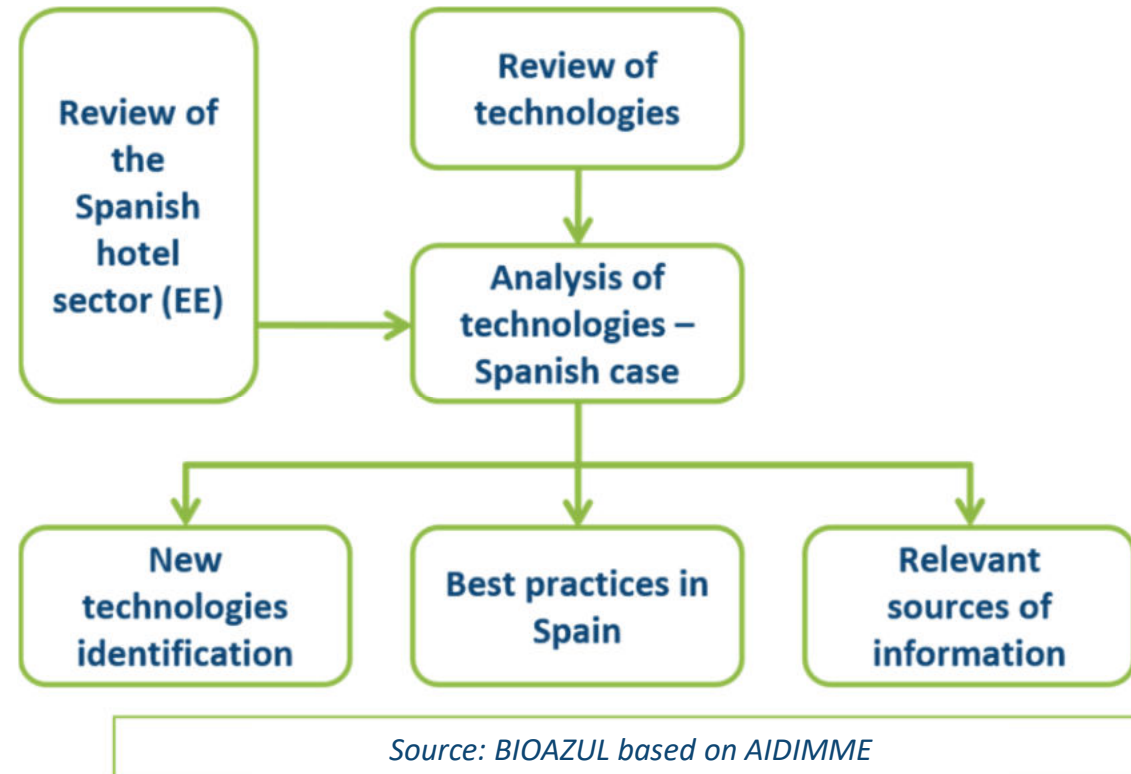 Review of
the
Spanish
hotel
sector (EE)
Review of
technologies
Analysis of
technologies –
Spanish case
New
technologies
identification
Best practices in
Spain
Relevant
sources of
information
Source: BIOAZUL based on AIDIMME